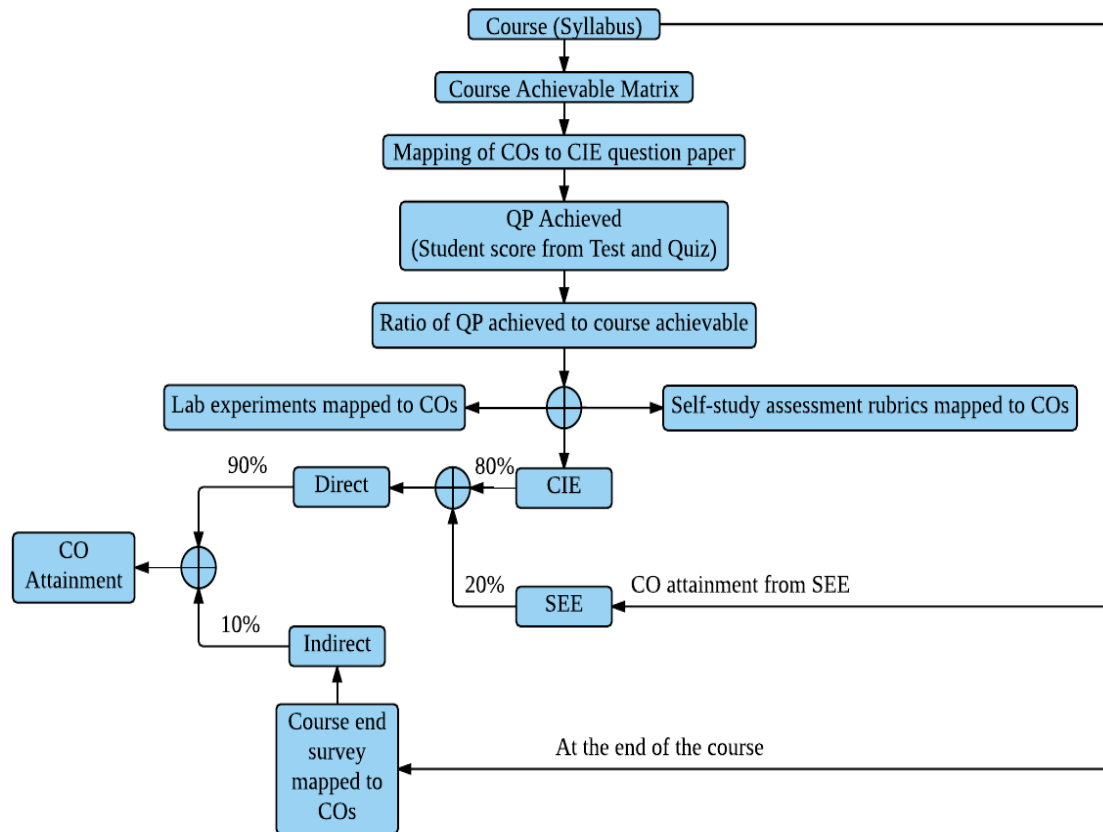 Course (Syllabus)
Course Achievable Matrix
Mapping of COs to CIE question paper
QP Achieved
(Student score from Test and Quiz)
Ratio of QP achieved to course achievable
Lab experiments mapped to COs
Self-study assessment rubrics mapped to COs
90%
Direct
80%
CIE
CO
Attainment
20%
SEE
CO attainment from SEE
10%
Indirect
Course end
survey
mapped to
COs
At the end of the course